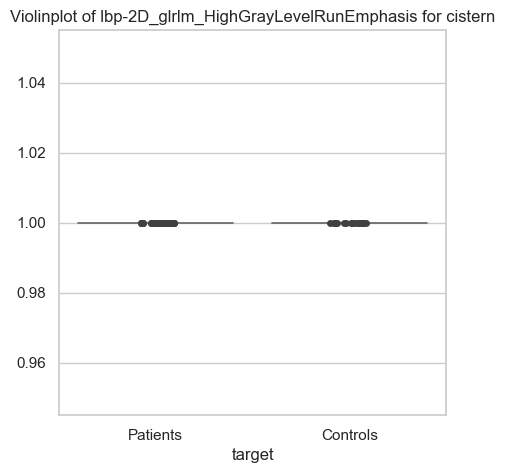 Violinplot of lbp-2D_glrlm_HighGrayLevelRunEmphasis for cistern
1.04
1.02
1.00
0.98
0.96
Patients
Controls
target